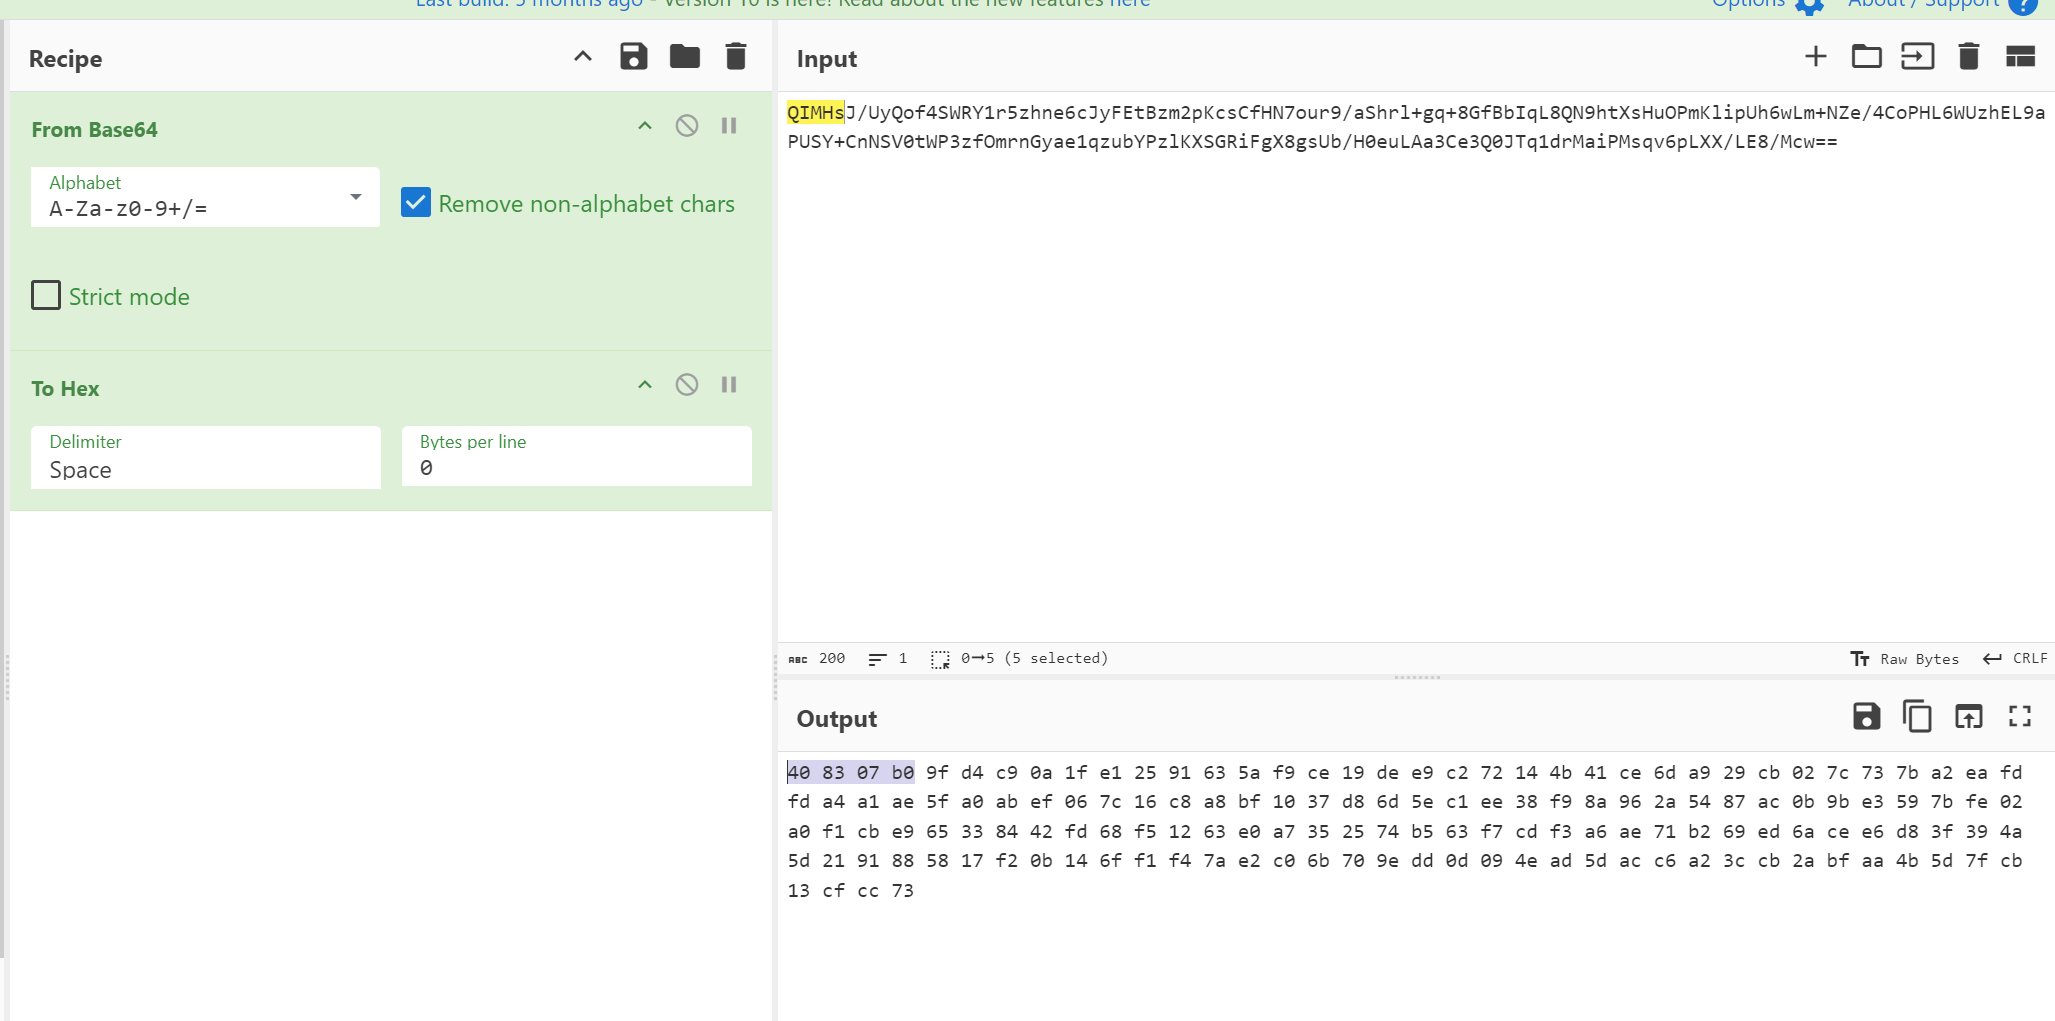 Last build: 5 months ago - Version 10 is here! Read about the new features here
Options
About / Support
Recipe
From Base64
Alphabet
A-Za-z0-9+/=
Remove non-alphabet chars
Strict mode
To Hex
Delimiter
Space
Bytes per line
0
Input
QIMHsJ/UyQof4SWRY1r5zhne6cJyFEtBzm2pKcsCfHN7our9/aShrl+gq+8GfBbIqL8QN9htXsHuOPmKlipUh6wLm+NZe/4CoPHL6WUzhEL9a
PUSY+CnNSV0tWP3zfOmrnGyae1qzubYPzlKXSGRiFgX8gsUb/H0euLAa3Ce3Q0JTq1drMaiPMsqv6pLXX/LE8/Mcw==
ABC 200 1 0→5 (5 selected)
Raw Bytes CRLF
Output
40 83 07 b0 9f d4 c9 0a 1f e1 25 91 63 5a f9 ce 19 de e9 c2 72 14 4b 41 ce 6d a9 29 cb 02 7c 73 7b a2 ea fd
fd a4 a1 ae 5f a0 ab ef 06 7c 16 c8 a8 bf 10 37 d8 6d 5e c1 ee 38 f9 8a 96 2a 54 87 ac 0b 9b e3 59 7b fe 02
a0 f1 cb e9 65 33 84 42 fd 68 f5 12 63 e0 a7 35 25 74 b5 63 f7 cd f3 a6 ae 71 b2 69 ed 6a ce e6 d8 3f 39 4a
5d 21 91 88 58 17 f2 0b 14 6f f1 f4 7a e2 c0 6b 70 9e dd 0d 09 4e ad 5d ac c6 a2 3c cb 2a bf aa 4b 5d 7f cb
13 cf cc 73